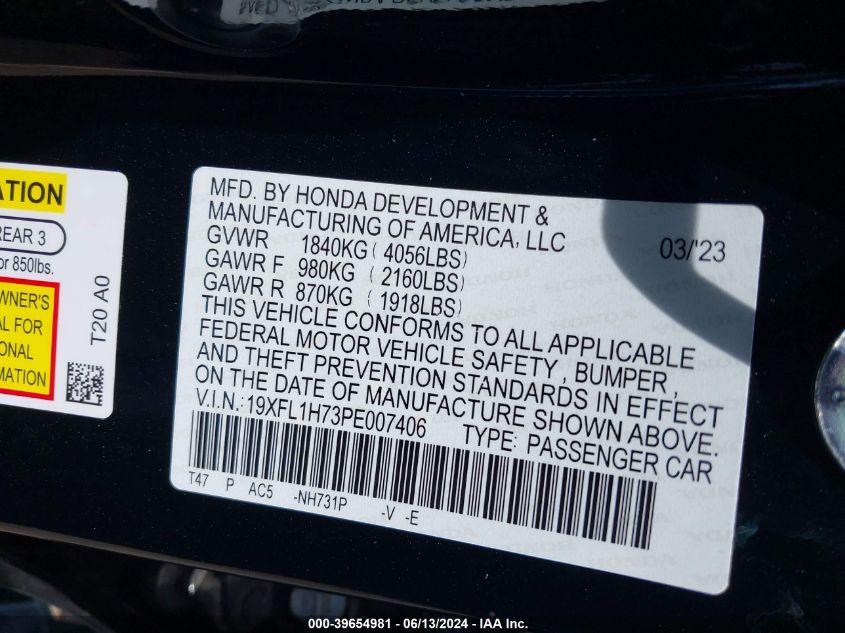 MFD. BY HONDA DEVELOPMENT &
MANUFACTURING OF AMERICA, LLC
GVWR 1840KG ( 4056LBS) 03/'23
GAWR F 980KG ( 2160LBS)
GAWR R 870KG ( 1918LBS)
THIS VEHICLE CONFORMS TO ALL APPLICABLE
FEDERAL MOTOR VEHICLE SAFETY , BUMPER ,
AND THEFT PREVENTION STANDARDS IN EFFECT
ON THE DATE OF MANUFACTURE SHOWN ABOVE.
V.I.N.: 19XFL1H73PE007406 TYPE: PASSENGER CAR
T47 P AC5 -NH731P -V -E
ATION
REAR 3
or 850lbs.
WNER'S
AL FOR
ONAL
MATION
T20 A0
000-39654981 - 06/13/2024 - IAA Inc.